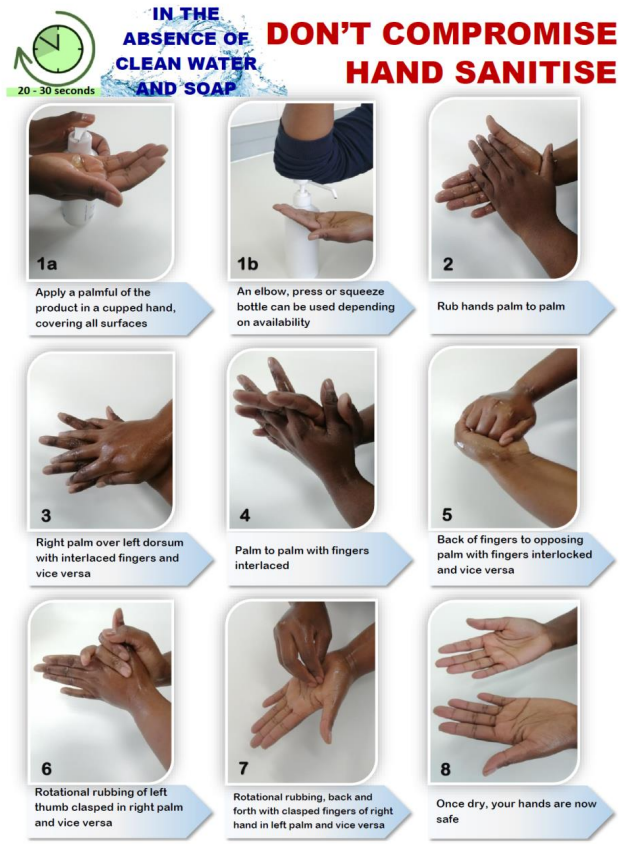 IN THE
ABSENCE OF
CLEAN WATER
AND SOAP
DON'T COMPROMISE
HAND SANITISE
20 - 30 seconds
1a
Apply a palmful of the
product in a cupped hand,
covering all surfaces
1b
An elbow, press or squeeze
bottle can be used depending
on availability
2
Rub hands palm to palm
3
Right palm over left dorsum
with interlaced fingers and
vice versa
4
Palm to palm with fingers
interlaced
5
Back of fingers to opposing
palm with fingers interlocked
and vice versa
6
Rotational rubbing of left
thumb clasped in right palm
and vice versa
7
Rotational rubbing, back and
forth with clasped fingers of right
hand in left palm and vice versa
8
Once dry, your hands are now
safe